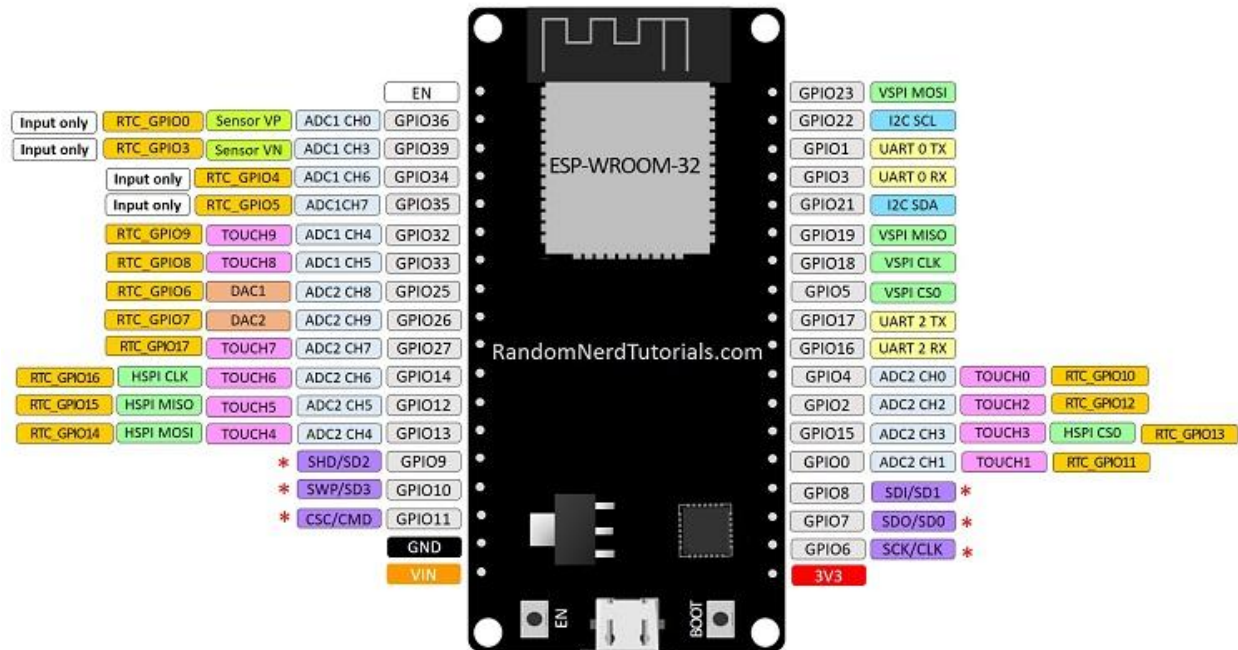 EN
Input only RTC_GPIO0 Sensor VP ADC1 CH0 GPIO36
Input only RTC_GPIO3 Sensor VN ADC1 CH3 GPIO39
Input only RTC_GPIO4 ADC1 CH6 GPIO34
Input only RTC_GPIO5 ADC1CH7 GPIO35
RTC_GPIO9 TOUCH9 ADC1 CH4 GPIO32
RTC_GPIO8 TOUCH8 ADC1 CH5 GPIO33
RTC_GPIO6 DAC1 ADC2 CH8 GPIO25
RTC_GPIO7 DAC2 ADC2 CH9 GPIO26
RTC_GPIO17 TOUCH7 ADC2 CH7 GPIO27
RTC_GPIO16 HSPI CLK TOUCH6 ADC2 CH6 GPIO14
RTC_GPIO15 HSPI MISO TOUCH5 ADC2 CH5 GPIO12
RTC_GPIO14 HSPI MOSI TOUCH4 ADC2 CH4 GPIO13
* SHD/SD2 GPIO9
* SWP/SD3 GPIO10
* CSC/CMD GPIO11
GND
VIN
ESP-WROOM-32
RandomNerdTutorials.com
EN
BOOT
GPIO23 VSPI MOSI
GPIO22 I2C SCL
GPIO1 UART 0 TX
GPIO3 UART 0 RX
GPIO21 I2C SDA
GPIO19 VSPI MISO
GPIO18 VSPI CLK
GPIO5 VSPI CS0
GPIO17 UART 2 TX
GPIO16 UART 2 RX
GPIO4 ADC2 CH0 TOUCH0 RTC_GPIO10
GPIO2 ADC2 CH2 TOUCH2 RTC_GPIO12
GPIO15 ADC2 CH3 TOUCH3 HSPI CS0 RTC_GPIO13
GPIO0 ADC2 CH1 TOUCH1 RTC_GPIO11
GPIO8 SDI/SD1 *
GPIO7 SDO/SD0 *
GPIO6 SCK/CLK *
3V3